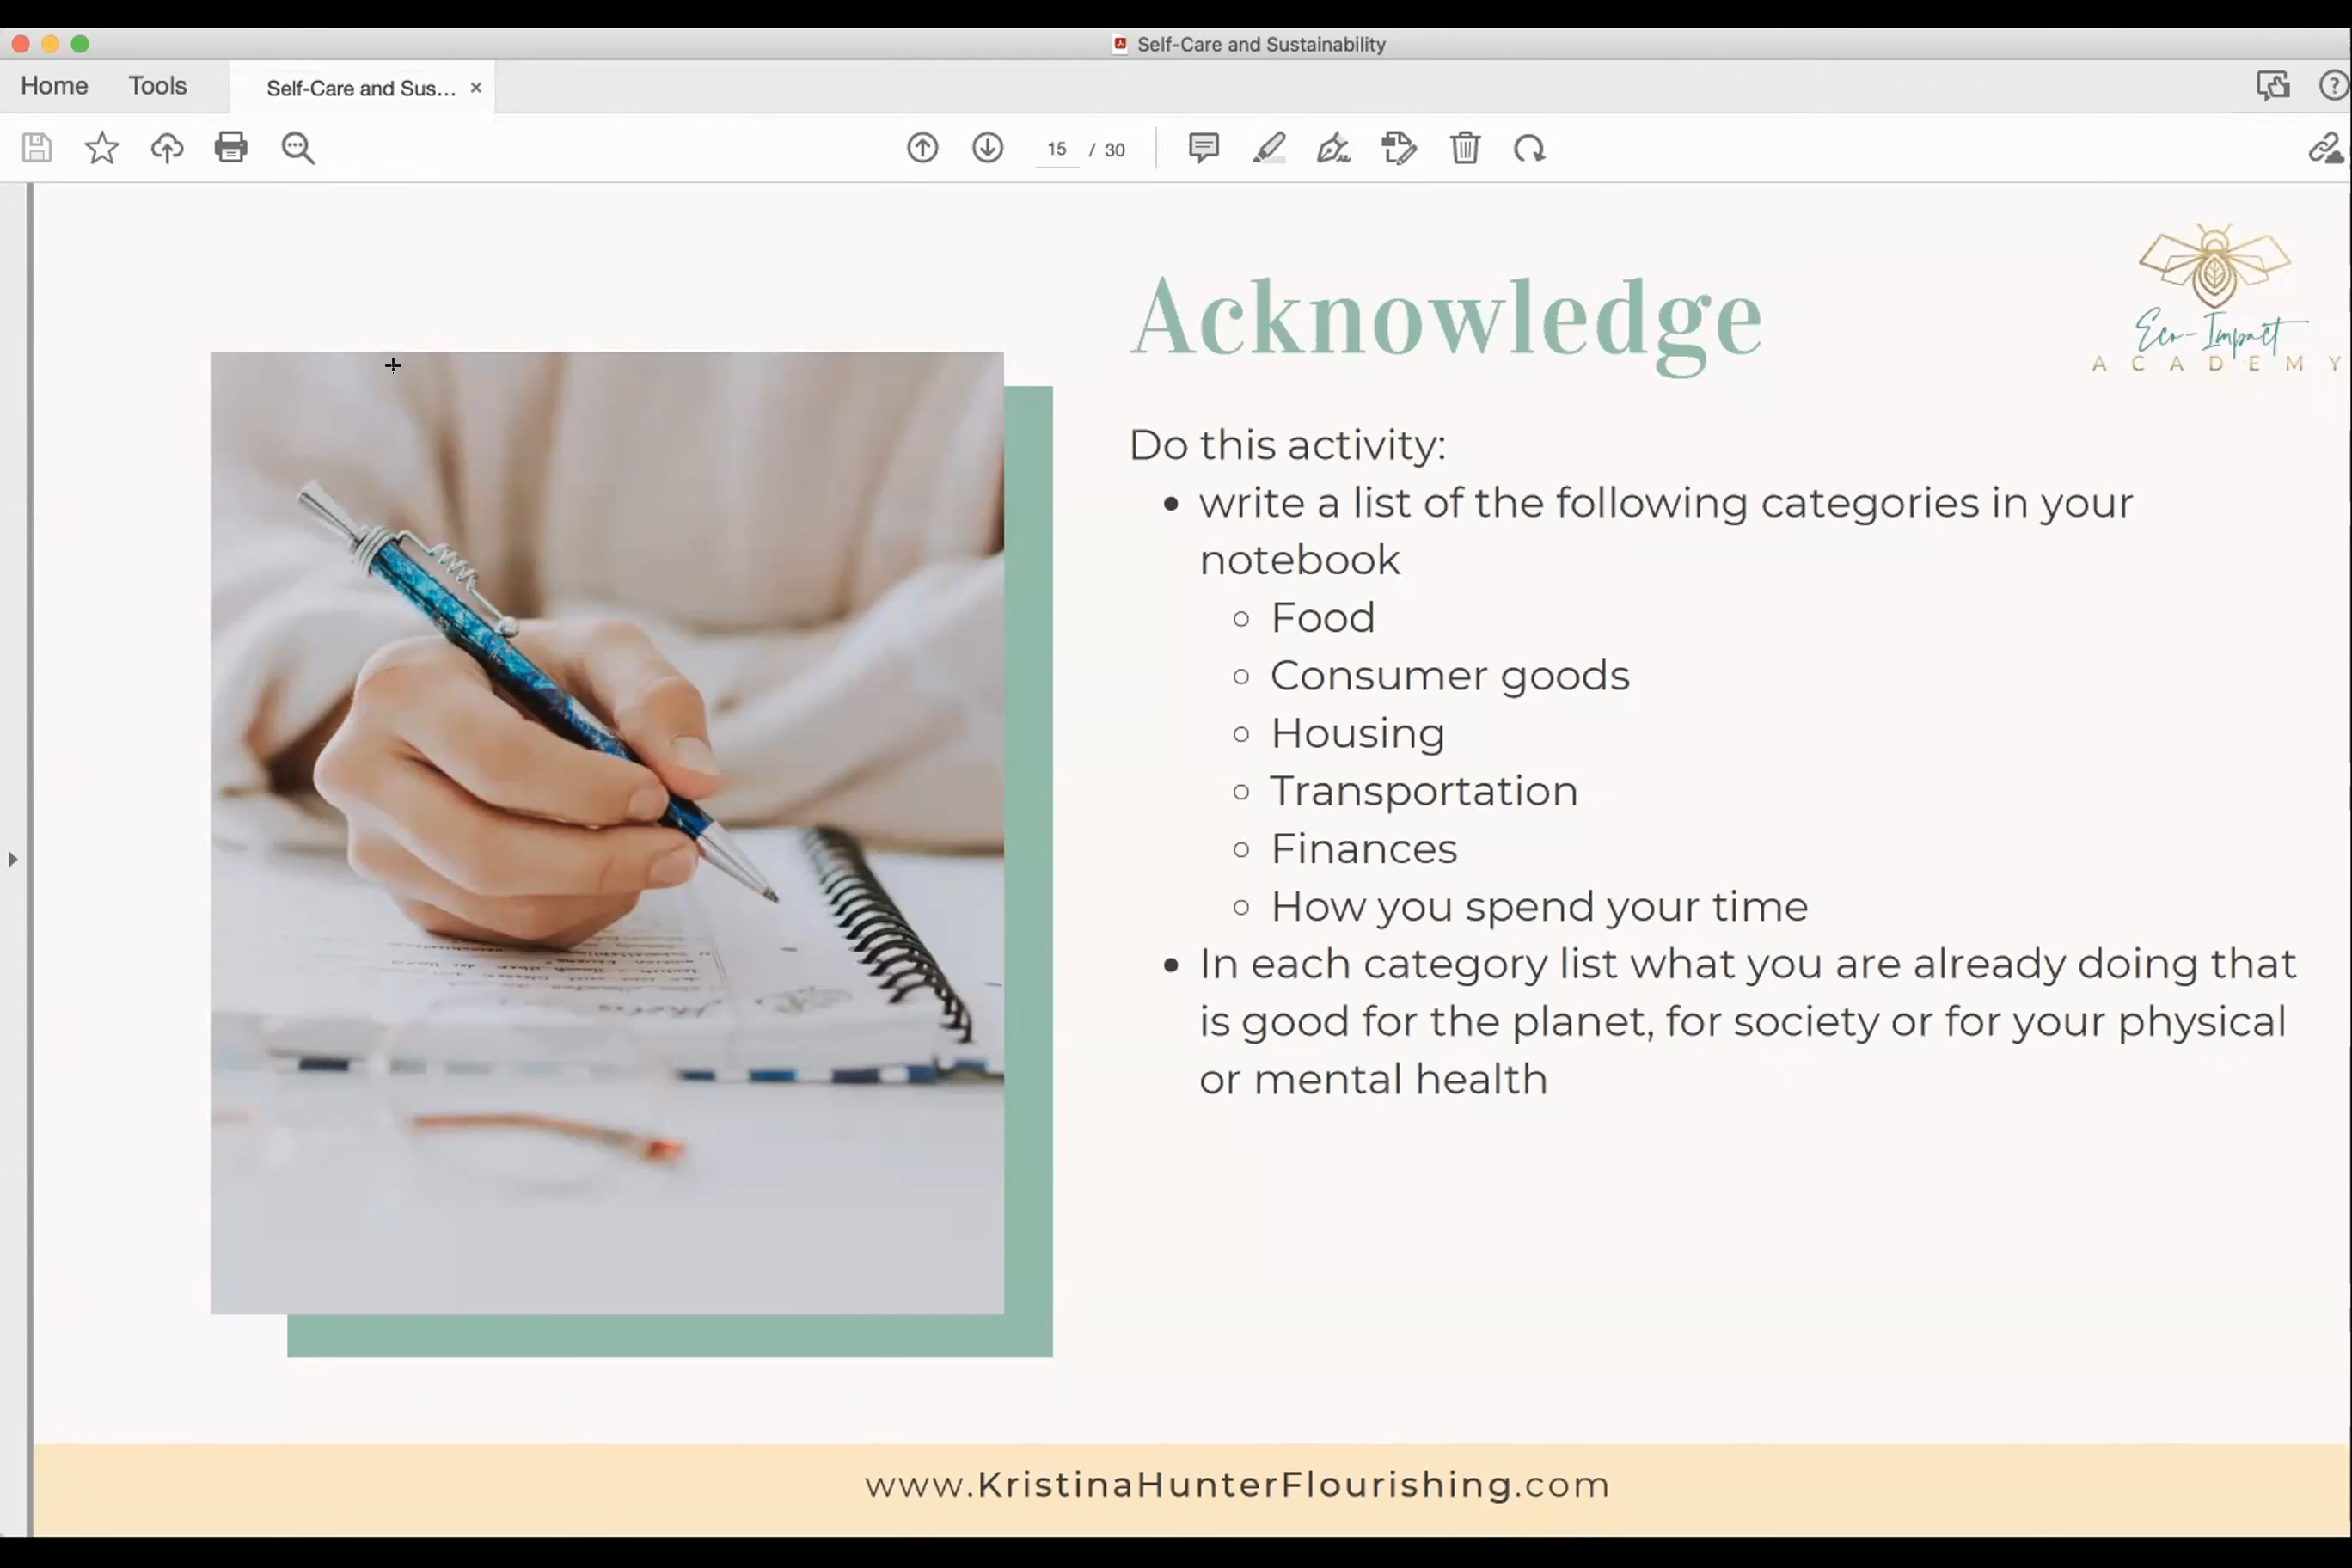 Self-Care and Sustainability
Home Tools Self-Care and Sus... ×
15 / 30
Eco-Impact
ACADEMY
Acknowledge
Do this activity:
• write a list of the following categories in your
notebook
○ Food
○ Consumer goods
○ Housing
○ Transportation
○ Finances
○ How you spend your time
• In each category list what you are already doing that
is good for the planet, for society or for your physical
or mental health
www.KristinaHunterFlourishing.com